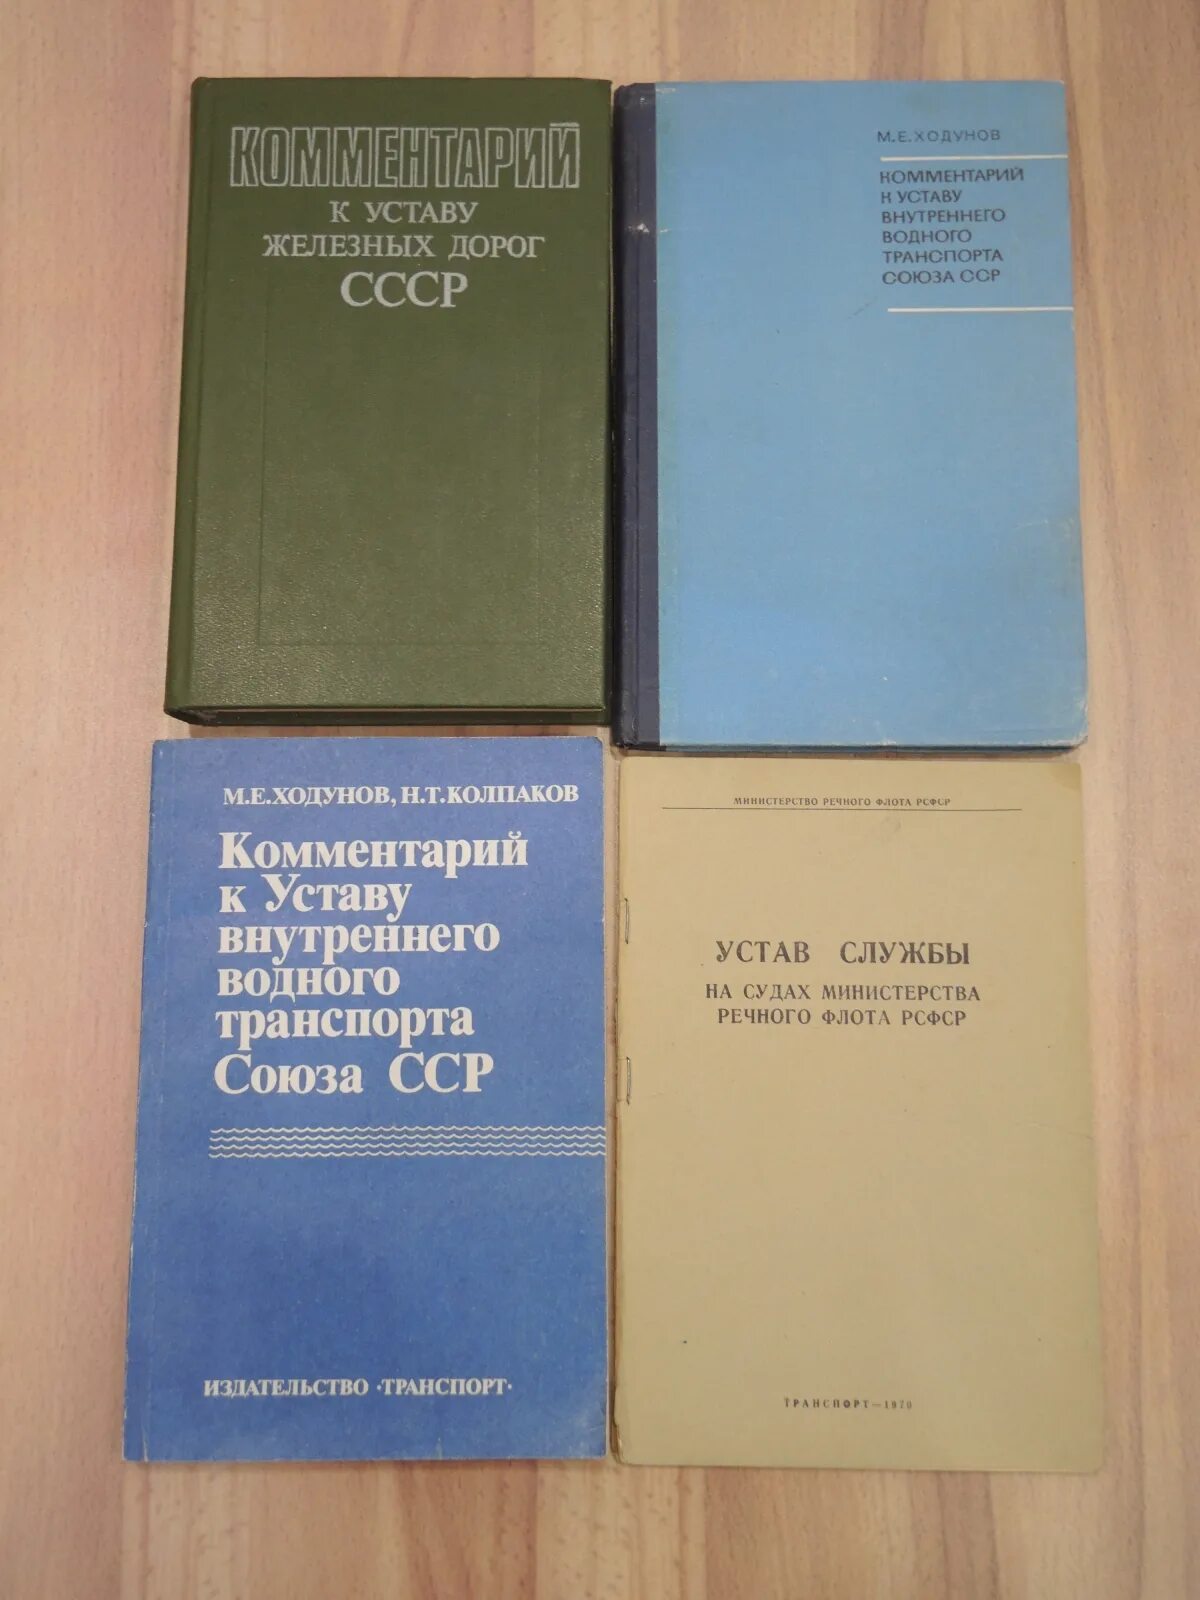 КОММЕНТАРИЙ
К УСТАВУ
ЖЕЛЕЗНЫХ ДОРОГ
СССР
М.Е.ХОДУНОВ
КОММЕНТАРИЙ
К УСТАВУ
ВНУТРЕННЕГО
ВОДНОГО
ТРАНСПОРТА
СОЮЗА ССР
М.Е.ХОДУНОВ, Н.Т.КОЛПАКОВ
Комментарий
к Уставу
внутреннего
водного
транспорта
Союза ССР
ИЗДАТЕЛЬСТВО «ТРАНСПОРТ»
МИНИСТЕРСТВО РЕЧНОГО ФЛОТА РСФСР
УСТАВ СЛУЖБЫ
НА СУДАХ МИНИСТЕРСТВА
РЕЧНОГО ФЛОТА РСФСР
ТРАНСПОРТ — 1970